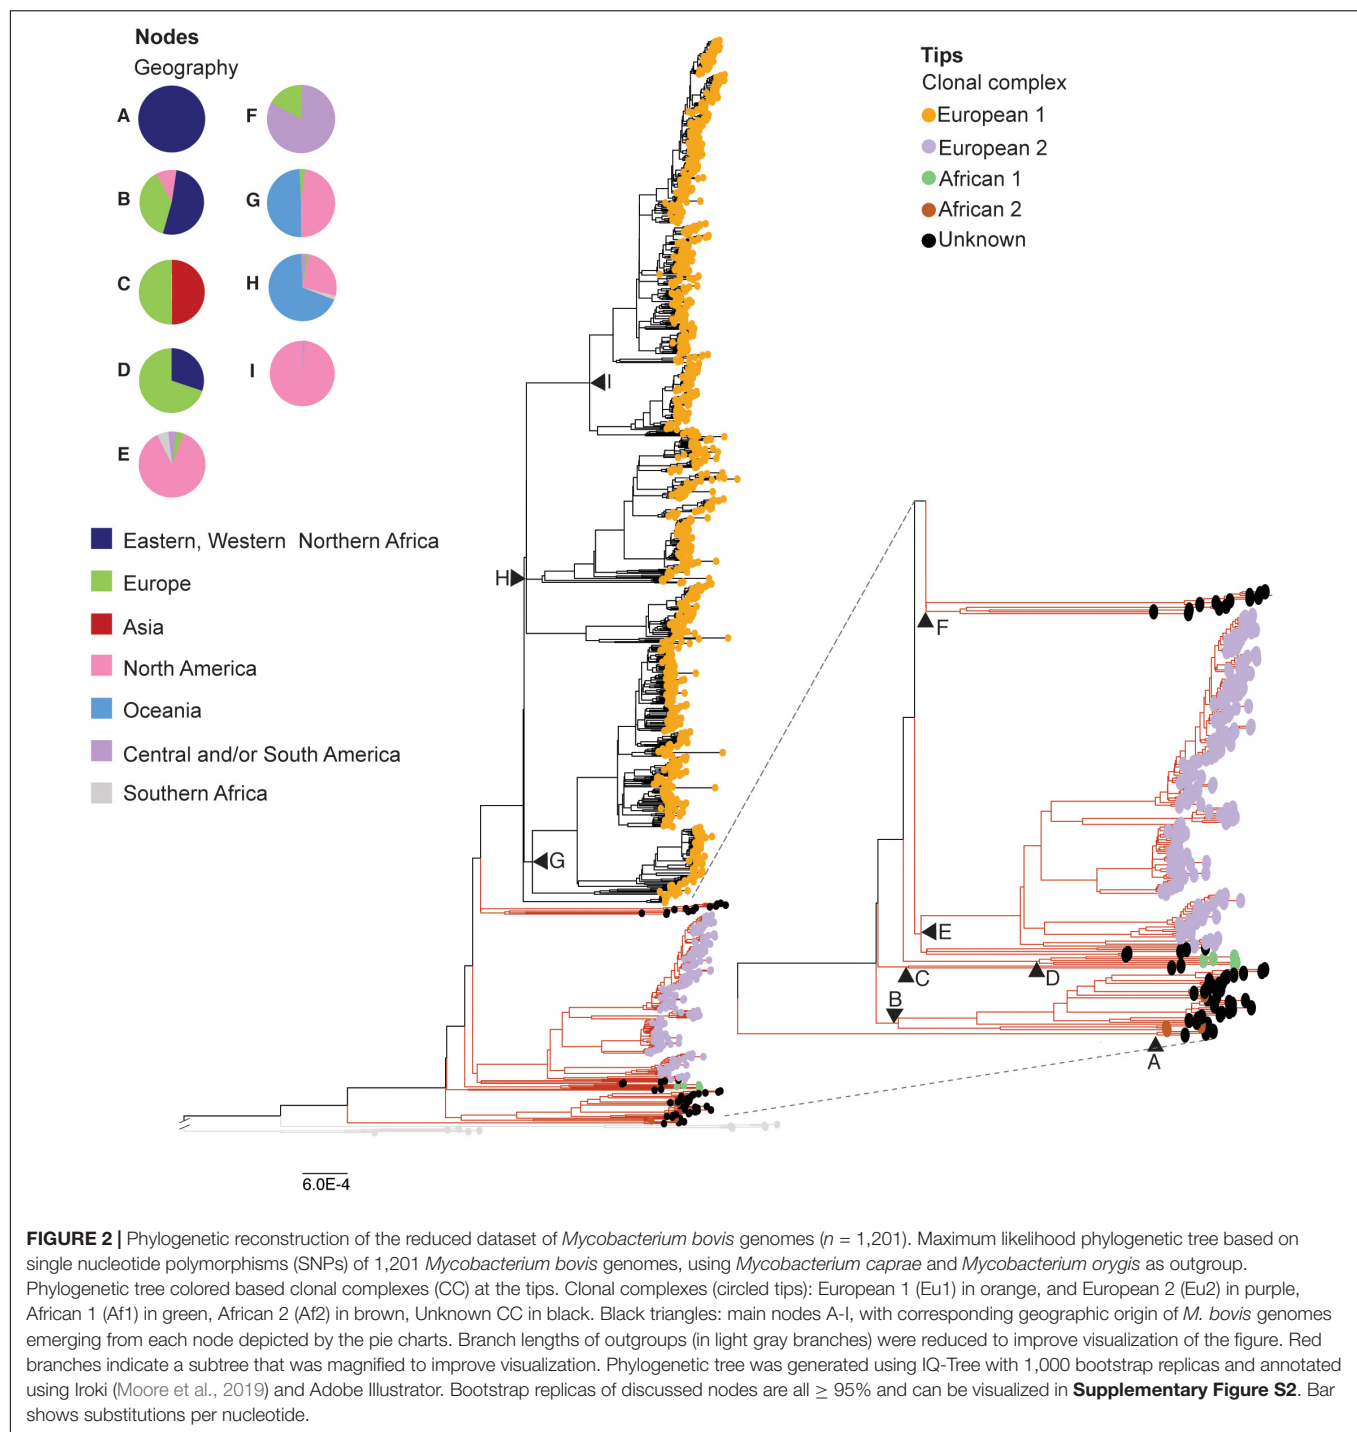 Nodes
Geography
A
B
C
D
E
F
G
H
I
Eastern, Western Northern Africa
Europe
Asia
North America
Oceania
Central and/or South America
Southern Africa
Tips
Clonal complex
European 1
European 2
African 1
African 2
Unknown
I
H
G
F
E
C
D
B
A
6.0E-4
FIGURE 2 | Phylogenetic reconstruction of the reduced dataset of Mycobacterium bovis genomes (n = 1,201). Maximum likelihood phylogenetic tree based on
single nucleotide polymorphisms (SNPs) of 1,201 Mycobacterium bovis genomes, using Mycobacterium caprae and Mycobacterium orygis as outgroup.
Phylogenetic tree colored based clonal complexes (CC) at the tips. Clonal complexes (circled tips): European 1 (Eu1) in orange, and European 2 (Eu2) in purple,
African 1 (Af1) in green, African 2 (Af2) in brown, Unknown CC in black. Black triangles: main nodes A-I, with corresponding geographic origin of M. bovis genomes
emerging from each node depicted by the pie charts. Branch lengths of outgroups (in light gray branches) were reduced to improve visualization of the figure. Red
branches indicate a subtree that was magnified to improve visualization. Phylogenetic tree was generated using IQ-Tree with 1,000 bootstrap replicas and annotated
using Iroki (Moore et al., 2019) and Adobe Illustrator. Bootstrap replicas of discussed nodes are all ≥ 95% and can be visualized in Supplementary Figure S2. Bar
shows substitutions per nucleotide.